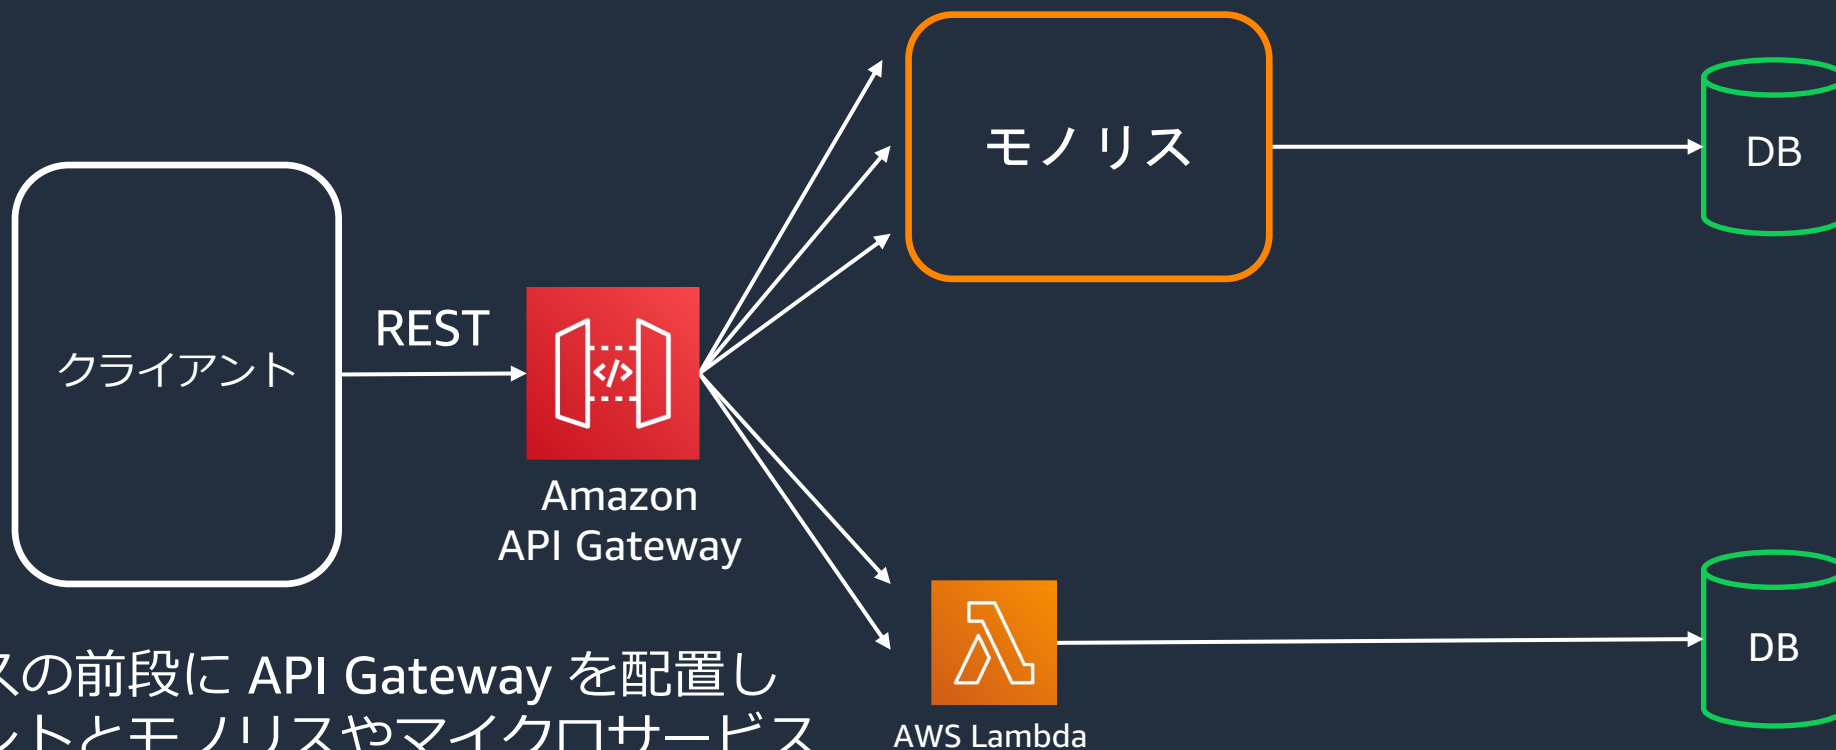 モノリス
DB
REST
クライアント
</>
Amazon
API Gateway
DB
スの前段に API Gateway を配置し
ントとモノリスやマイクロサービス
AWS Lambda